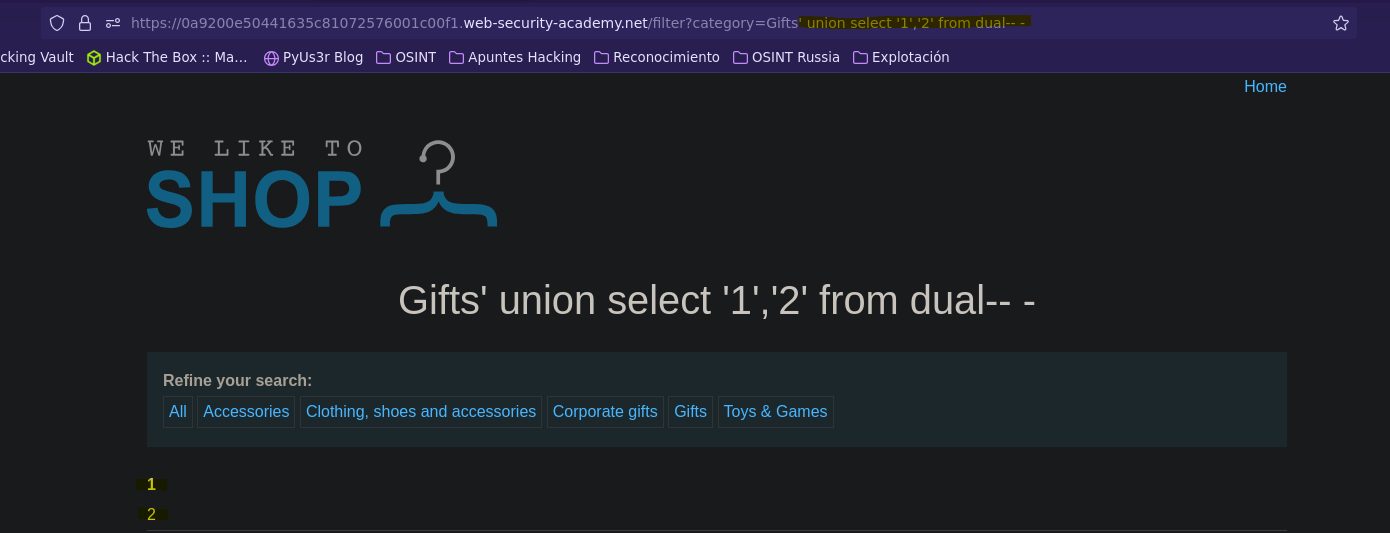 https://0a9200e50441635c81072576001c00f1.web-security-academy.net/filter?category=Gifts' union select '1','2' from dual-- -
cking Vault Hack The Box :: Ma… PyUs3r Blog OSINT Apuntes Hacking Reconocimiento OSINT Russia Explotación
Home
WE LIKE TO
SHOP
Gifts' union select '1','2' from dual-- -
Refine your search:
All Accessories Clothing, shoes and accessories Corporate gifts Gifts Toys & Games
1
2